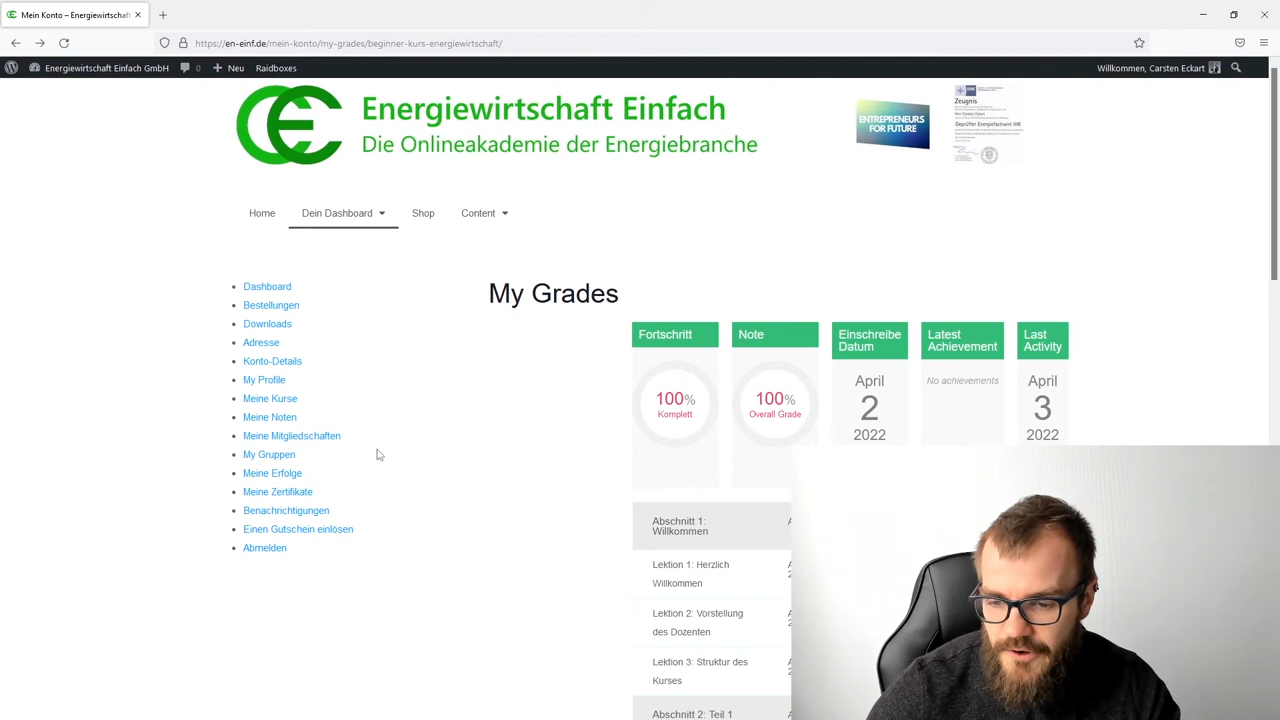 Mein Konto – Energiewirtschaft
https://en-einf.de/mein-konto/my-grades/beginner-kurs-energiewirtschaft/
Energiewirtschaft Einfach GmbH 0 + Neu Raidboxes Willkommen, Carsten Eckart
Energiewirtschaft Einfach
Die Onlineakademie der Energiebranche
ENTREPRENEURS
FOR FUTURE
IHK
Zeugnis
Geprüfter Energiefachwirt IHK
Home Dein Dashboard Shop Content
Dashboard
Bestellungen
Downloads
Adresse
Konto-Details
My Profile
Meine Kurse
Meine Noten
Meine Mitgliedschaften
My Gruppen
Meine Erfolge
Meine Zertifikate
Benachrichtigungen
Einen Gutschein einlösen
Abmelden
My Grades
Fortschritt
100%
Komplett
Note
100%
Overall Grade
Einschreibe
Datum
April
2
2022
Latest
Achievement
No achievements
Last
Activity
April
3
2022
Abschnitt 1:
Willkommen
Lektion 1: Herzlich
Willkommen
Lektion 2: Vorstellung
des Dozenten
Lektion 3: Struktur des
Kurses
Abschnitt 2: Teil 1